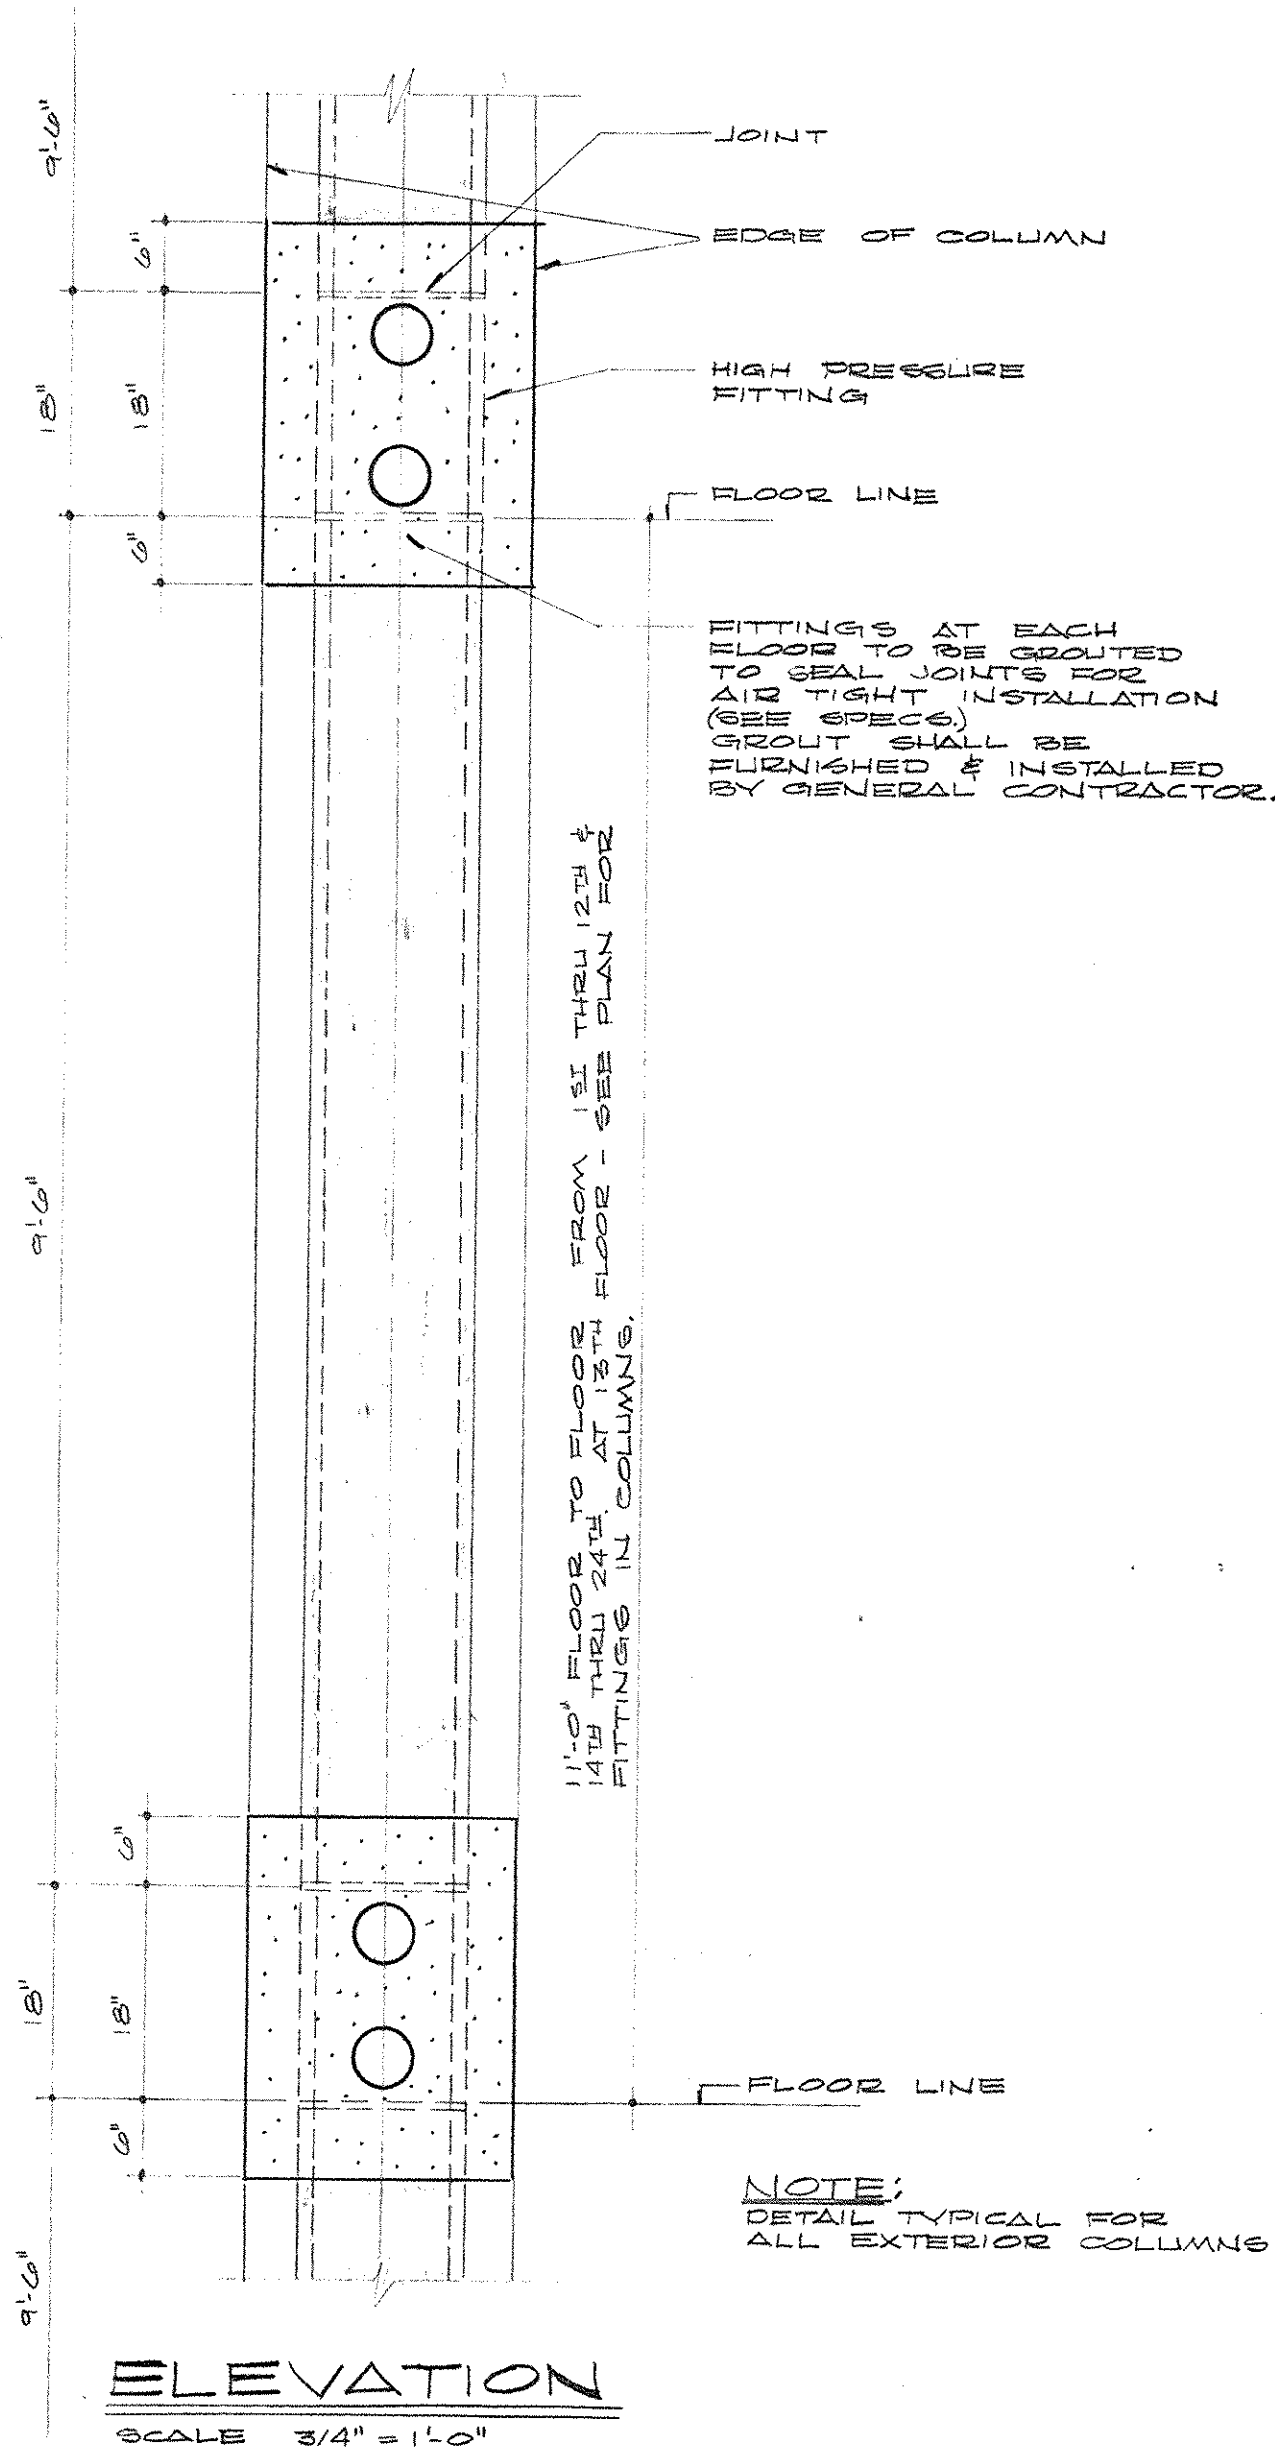 9'-6"
JOINT
EDGE OF COLUMN
6"
18"
18"
HIGH PRESSURE
FITTING
FLOOR LINE
6"
FITTINGS AT EACH
FLOOR TO BE GROUTED
TO SEAL JOINTS FOR
AIR TIGHT INSTALLATION
(SEE SPECS.)
GROUT SHALL BE
FURNISHED & INSTALLED
BY GENERAL CONTRACTOR.
9'-6"
11'-0" FLOOR TO FLOOR FROM 1ST THRU 12TH &
14TH THRU 24TH. AT 13TH FLOOR - SEE PLAN FOR
FITTINGS IN COLUMNS.
6"
18"
18"
FLOOR LINE
6"
NOTE:
DETAIL TYPICAL FOR
ALL EXTERIOR COLUMNS
9'-6"
ELEVATION
SCALE 3/4" = 1'-0"